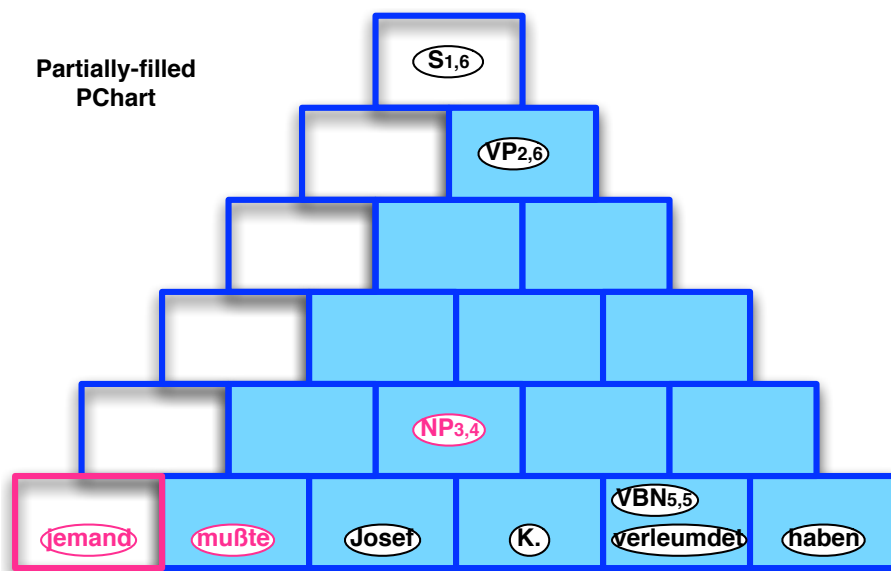 Partially-filled
PChart
S1,6
VP2,6
NP3,4
VBN5,5
jemand mußte Josef K. verleumdet haben